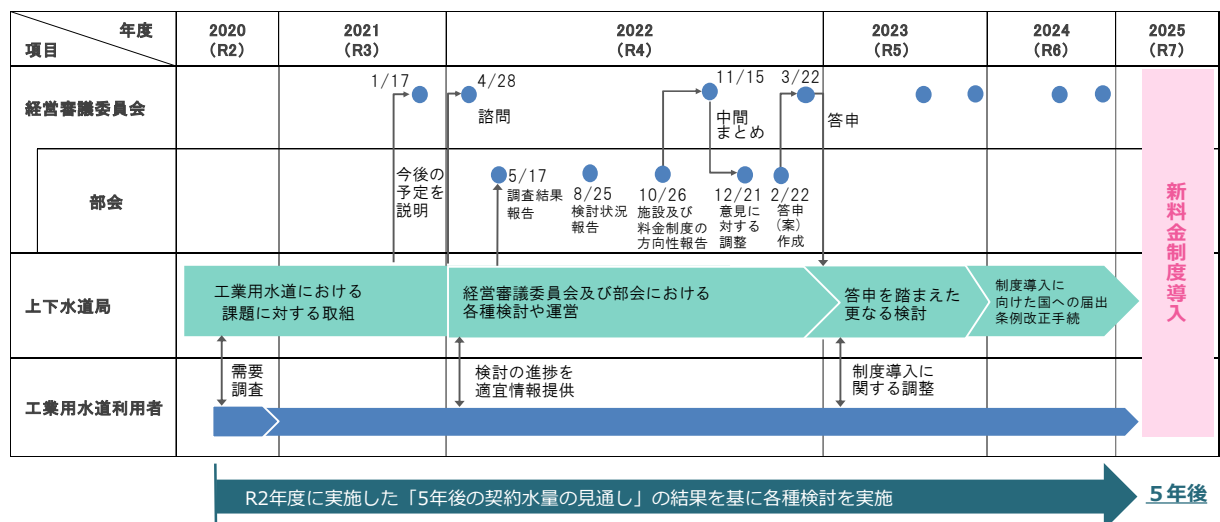 年度
項目
2020
（R2）
2021
（R3）
2022
（R4）
2023
（R5）
2024
（R6）
2025
（R7）
経営審議委員会
1/17
4/28
諮問
11/15
中間
まとめ
3/22
答申
部会
今後の
予定を
説明
5/17
調査結果
報告
8/25
検討状況
報告
10/26
施設及び
料金制度の
方向性報告
12/21
意見に
対する
調整
2/22
答申
（案）
作成
上下水道局
工業用水道における
課題に対する取組
経営審議委員会及び部会における
各種検討や運営
答申を踏まえた
更なる検討
制度導入に
向けた国への届出
条例改正手続
新料金制度導入
工業用水道利用者
需要
調査
検討の進捗を
適宜情報提供
制度導入に
関する調整
R2年度に実施した「5年後の契約水量の見通し」の結果を基に各種検討を実施
５年後